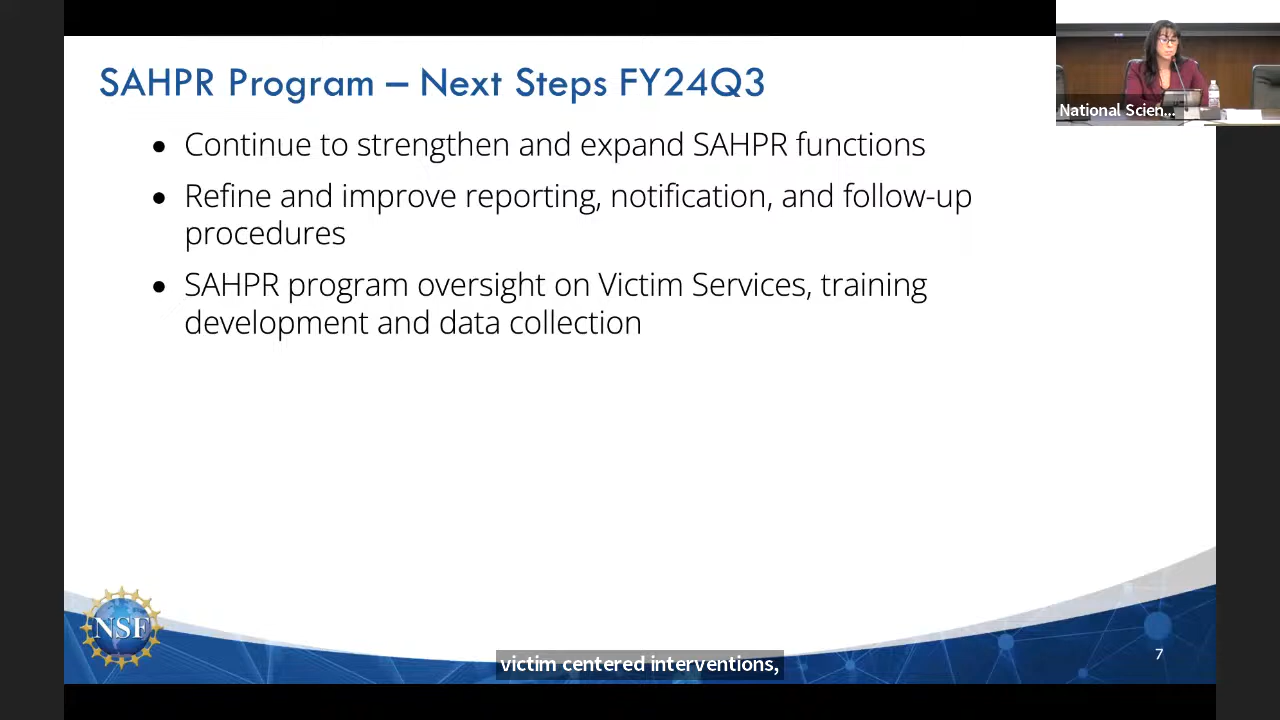 SAHPR Program – Next Steps FY24Q3
• Continue to strengthen and expand SAHPR functions
• Refine and improve reporting, notification, and follow-up
procedures
• SAHPR program oversight on Victim Services, training
development and data collection
National Scien...
NSF
victim centered interventions,
7